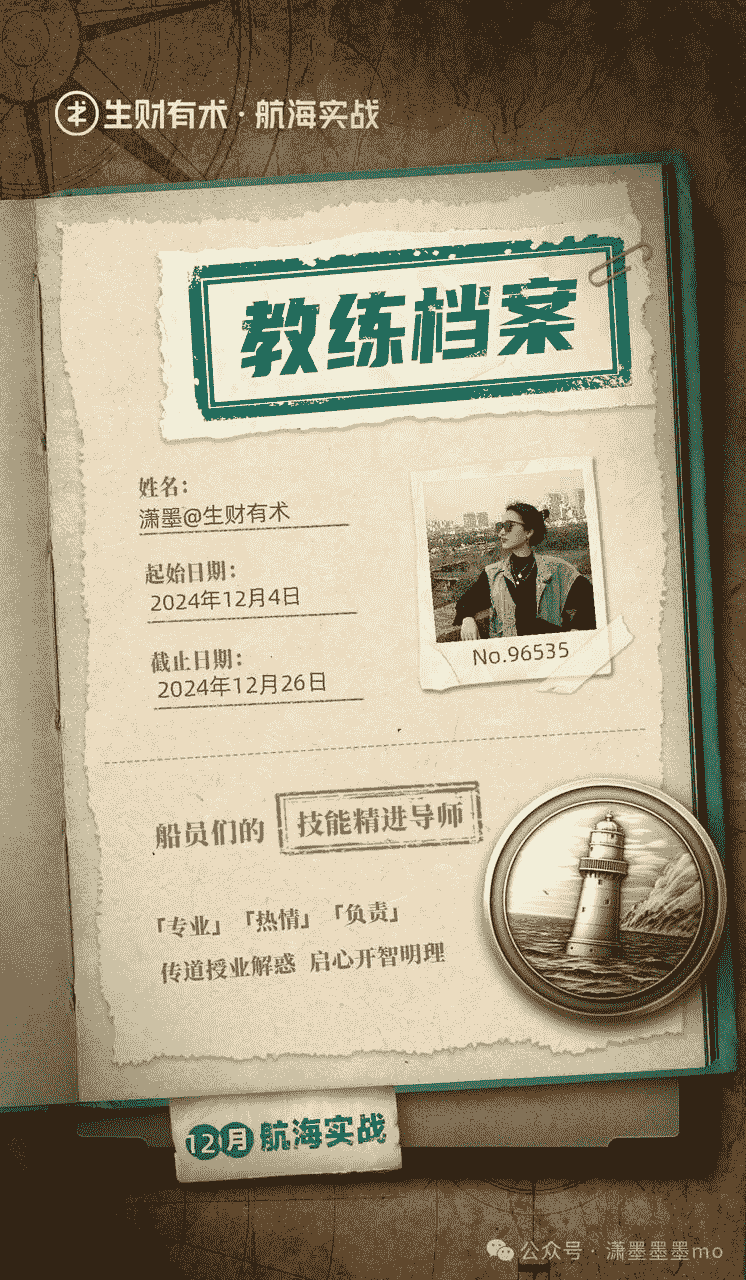 生财有术·航海实战
教练档案
姓名：
潇墨@生财有术
起始日期：
2024年12月4日
截止日期：
2024年12月26日
No.96535
船员们的 技能精进导师
「专业」「热情」「负责」
传道授业解惑 启心开智明理
12月 航海实战
公众号·潇墨墨墨mo